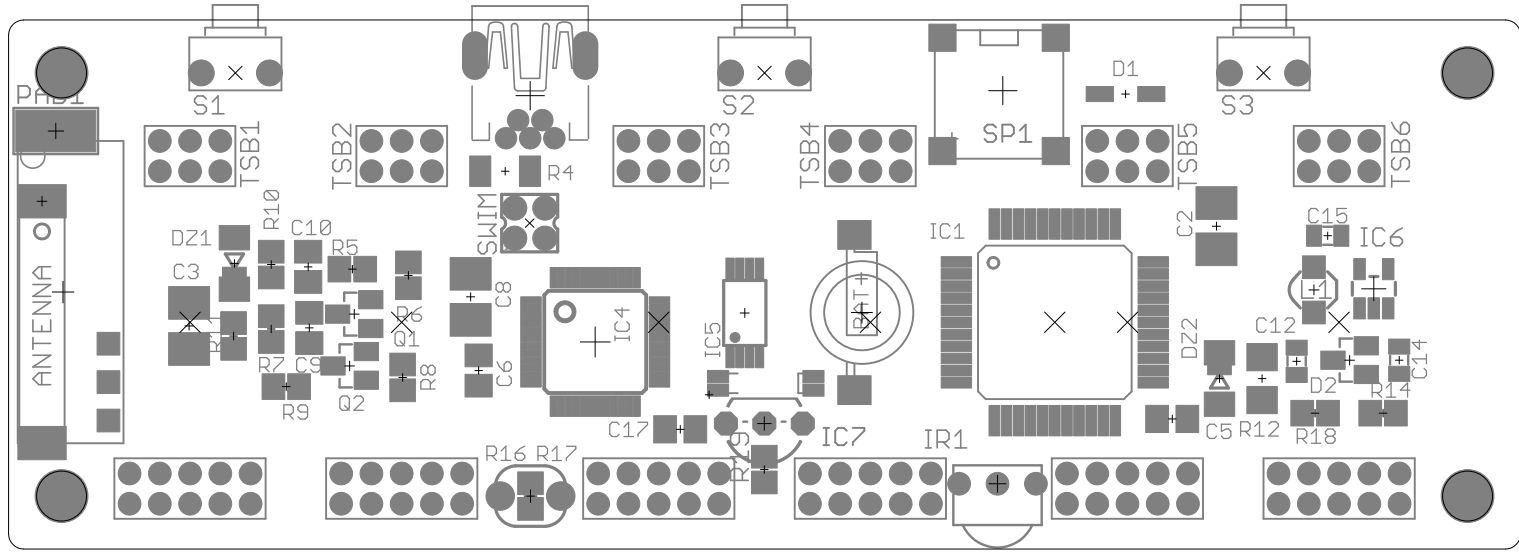 S1
S2
D1
S3
PAD1
TSB1
TSB2
TSB3
TSB4
SP1
TSB5
TSB6
R4
SWIM
R10
C10
DZ1
R5
C3
C8
IC1
C2
C15
IC6
L1
ANTENNA
R6
Q1
IC4
IC5
BAT+
C12
DZ2
R7
C9
R8
C6
D2
C14
R9
Q2
R14
C17
R19
IC7
IR1
C5
R12
R18
R16
R17